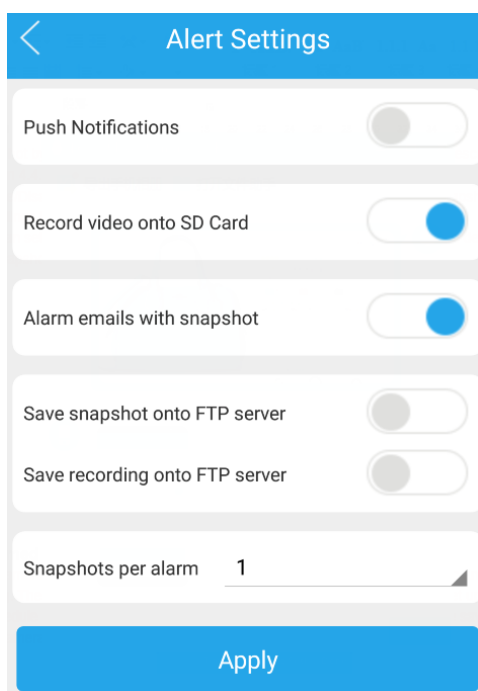 Alert Settings
Push Notifications
Record video onto SD Card
Alarm emails with snapshot
Save snapshot onto FTP server
Save recording onto FTP server
Snapshots per alarm 1
Apply